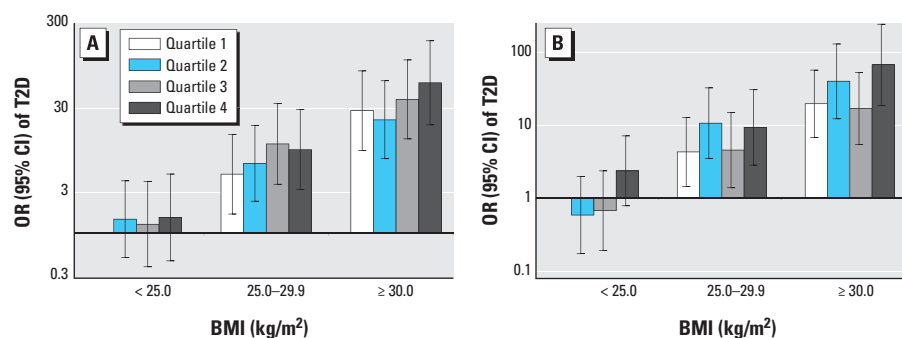 A
300
30
3
0.3
OR (95% CI) of T2D
Quartile 1
Quartile 2
Quartile 3
Quartile 4
< 25.0
25.0–29.9
≥ 30.0
BMI (kg/m²)
B
100
10
1
0.1
OR (95% CI) of T2D
< 25.0
25.0–29.9
≥ 30.0
BMI (kg/m²)